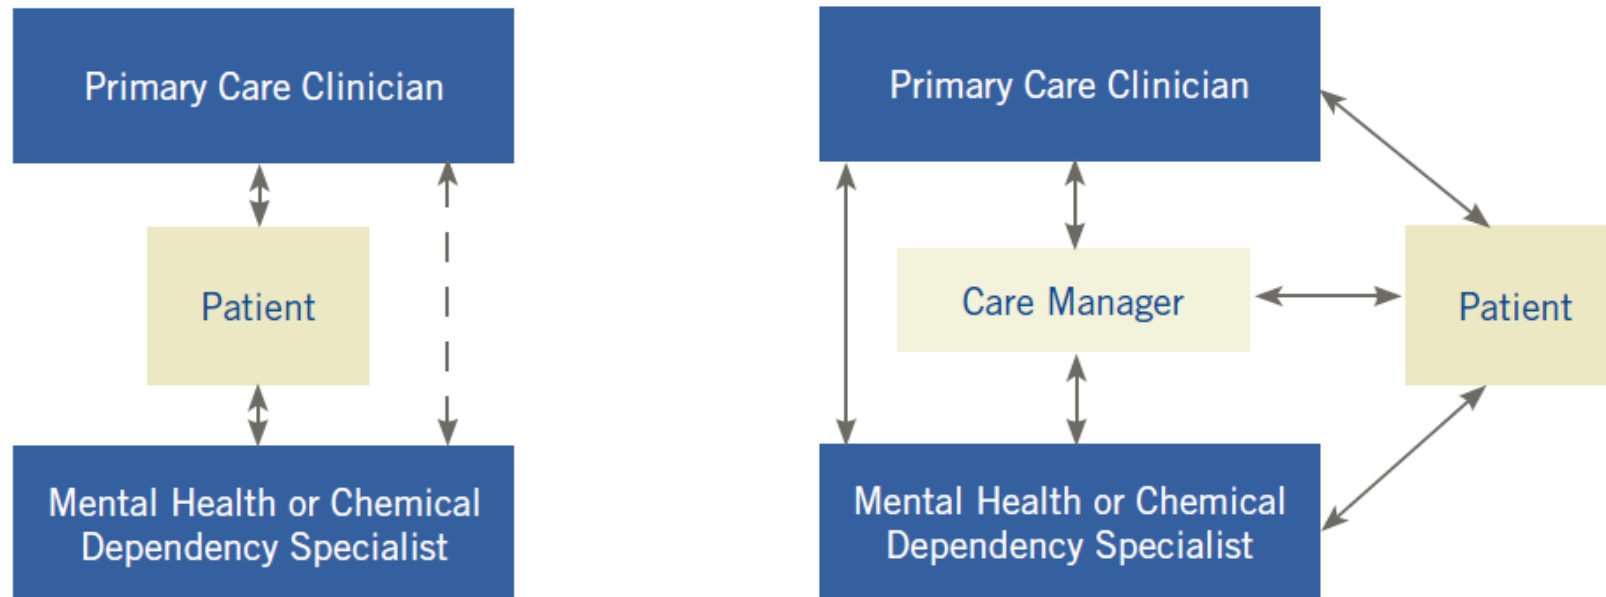 Primary Care Clinician
Patient
Mental Health or Chemical
Dependency Specialist
Primary Care Clinician
Care Manager
Patient
Mental Health or Chemical
Dependency Specialist